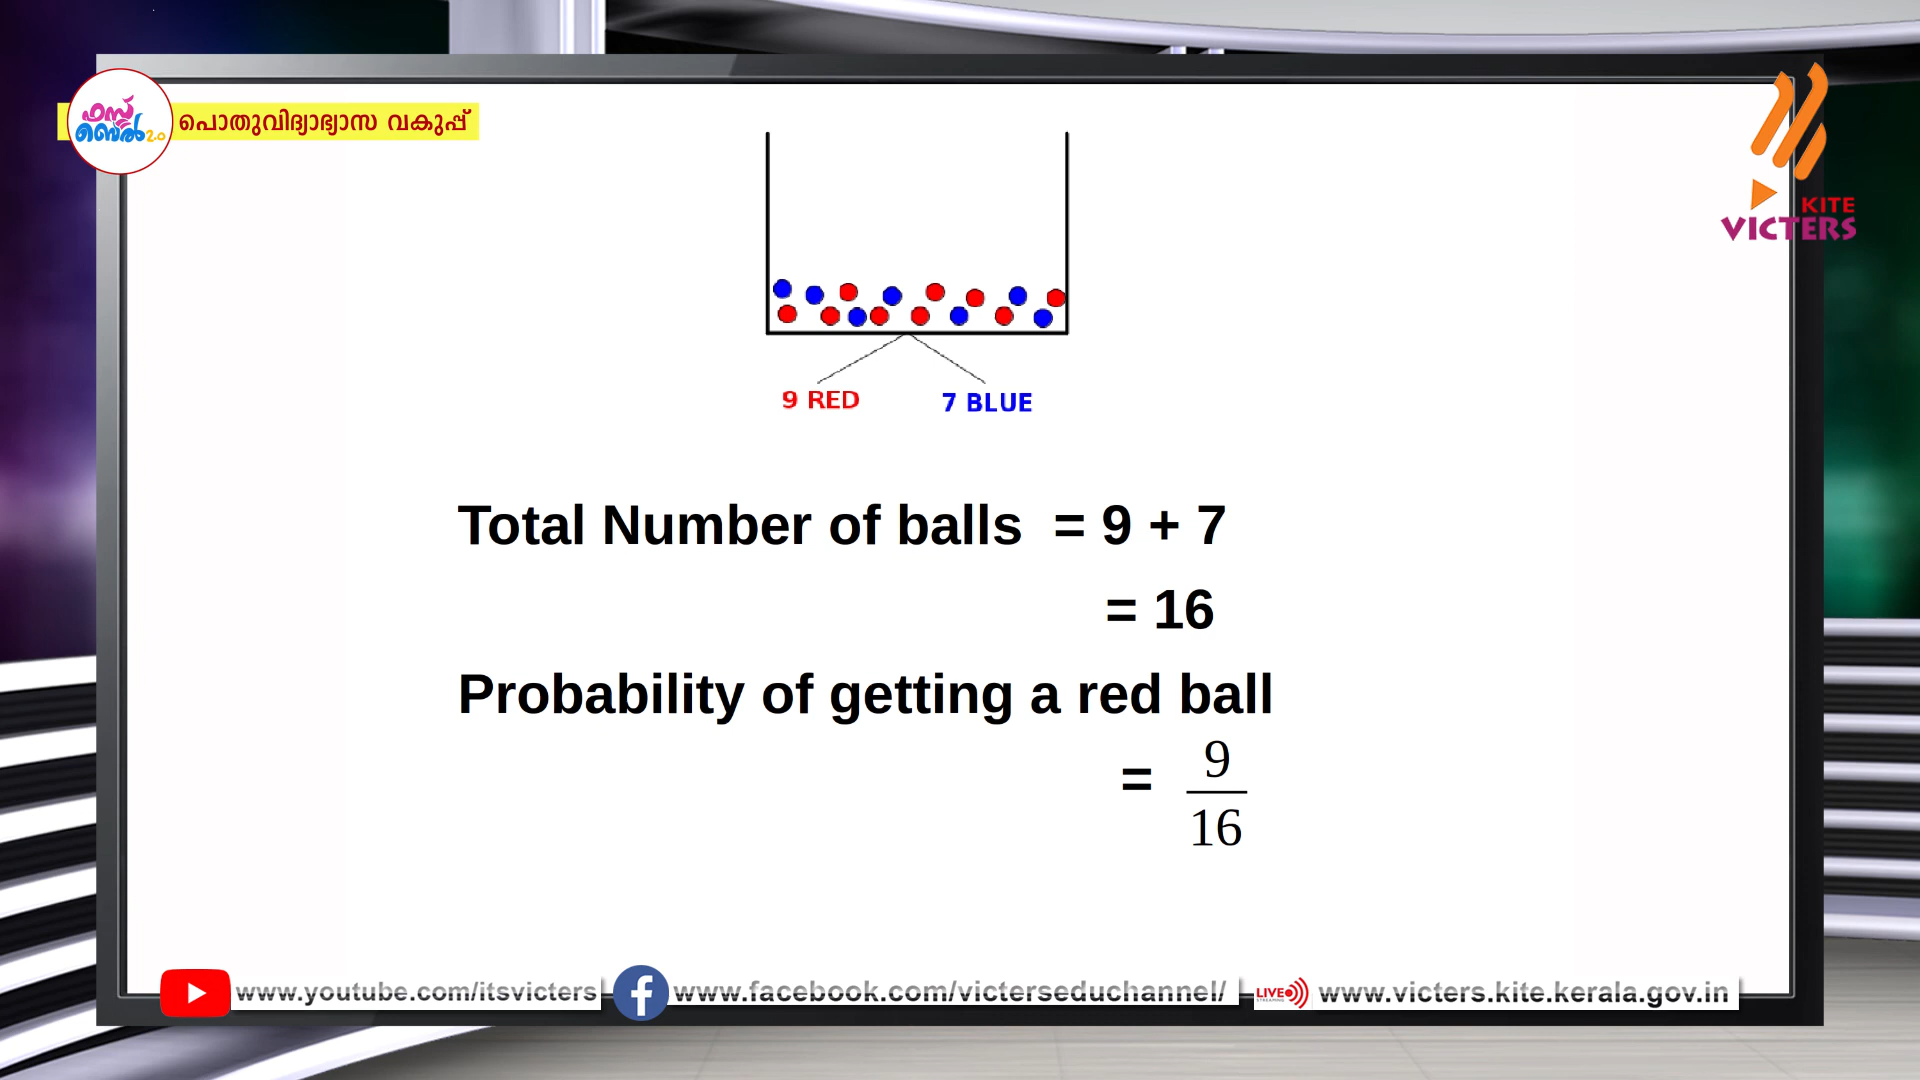 ഫസ്റ്റ്
ബെൽ 2.0
പൊതുവിദ്യാഭ്യാസ വകുപ്പ്
KITE
VICTERS
9 RED
7 BLUE
Total Number of balls = 9 + 7
= 16
Probability of getting a red ball
= 9/16
www.youtube.com/itsvicters
www.facebook.com/victerseduchannel/
LIVE
STREAMING
www.victers.kite.kerala.gov.in